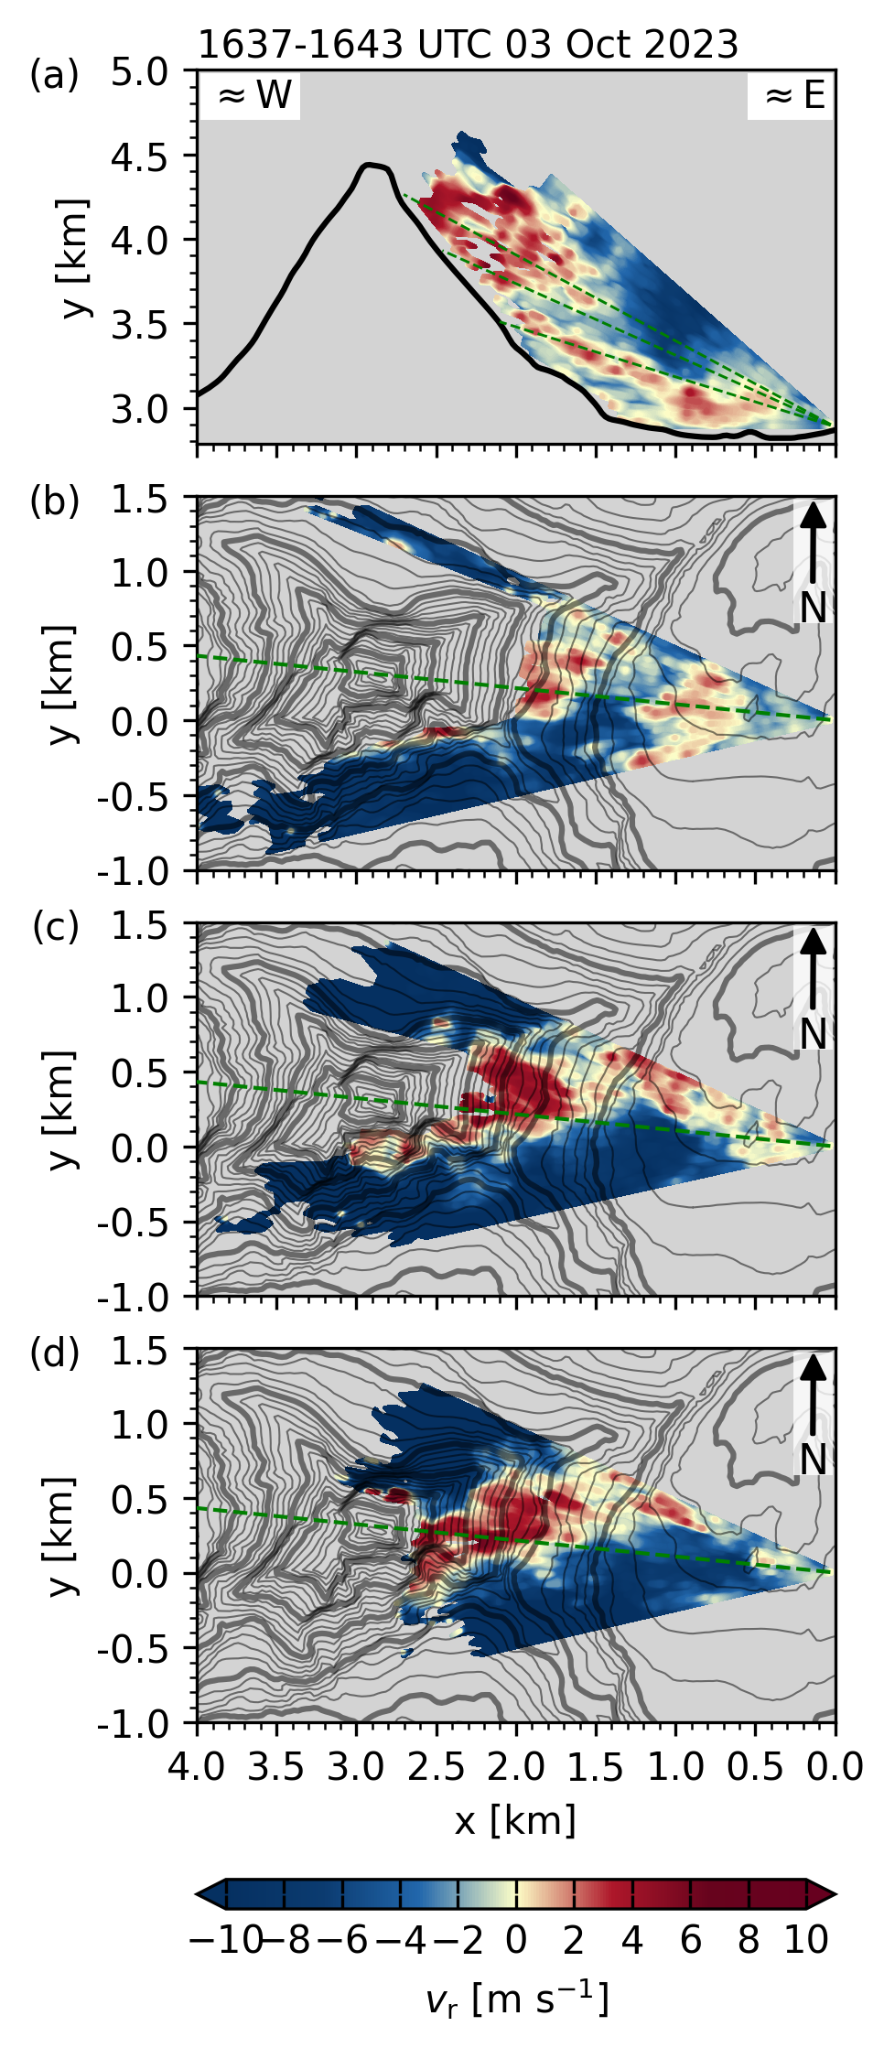 1637-1643 UTC 03 Oct 2023
(a)
≈W
≈E
5.0
4.5
4.0
3.5
3.0
y [km]
(b)
1.5
1.0
0.5
0.0
-0.5
-1.0
y [km]
N
(c)
1.5
1.0
0.5
0.0
-0.5
-1.0
y [km]
N
(d)
1.5
1.0
0.5
0.0
-0.5
-1.0
y [km]
N
4.0 3.5 3.0 2.5 2.0 1.5 1.0 0.5 0.0
x [km]
−10 −8 −6 −4 −2 0 2 4 6 8 10
vᵣ [m s⁻¹]